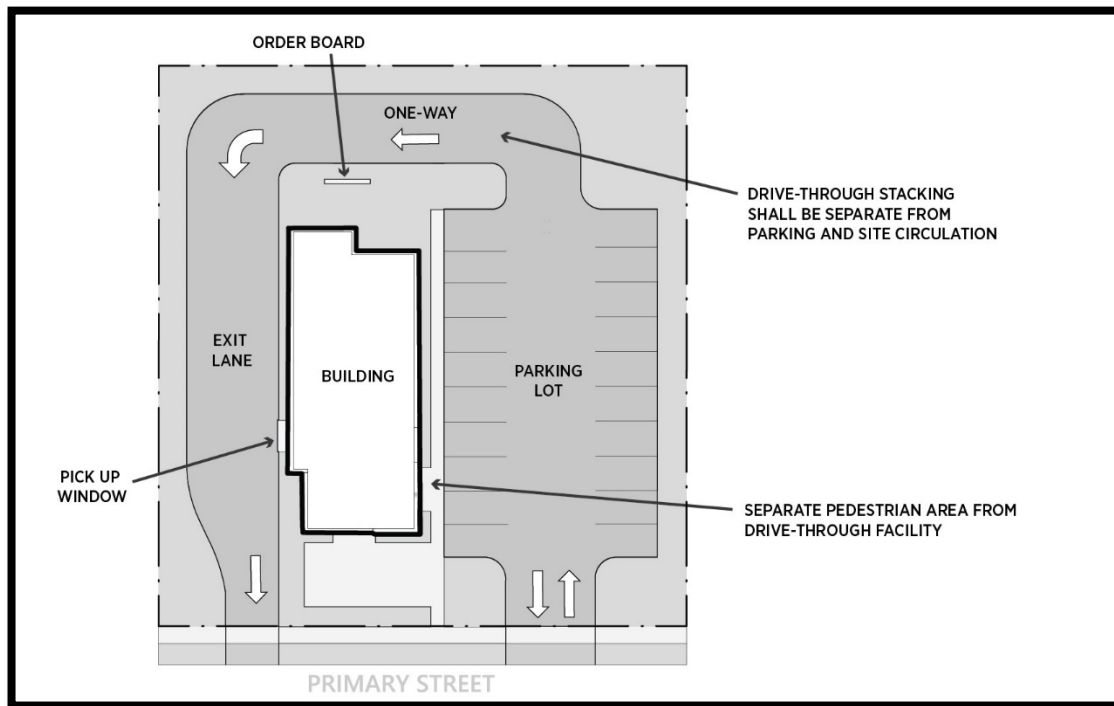 ORDER BOARD
ONE-WAY
DRIVE-THROUGH STACKING
SHALL BE SEPARATE FROM
PARKING AND SITE CIRCULATION
EXIT
LANE
BUILDING
PARKING
LOT
PICK UP
WINDOW
SEPARATE PEDESTRIAN AREA FROM
DRIVE-THROUGH FACILITY
PRIMARY STREET